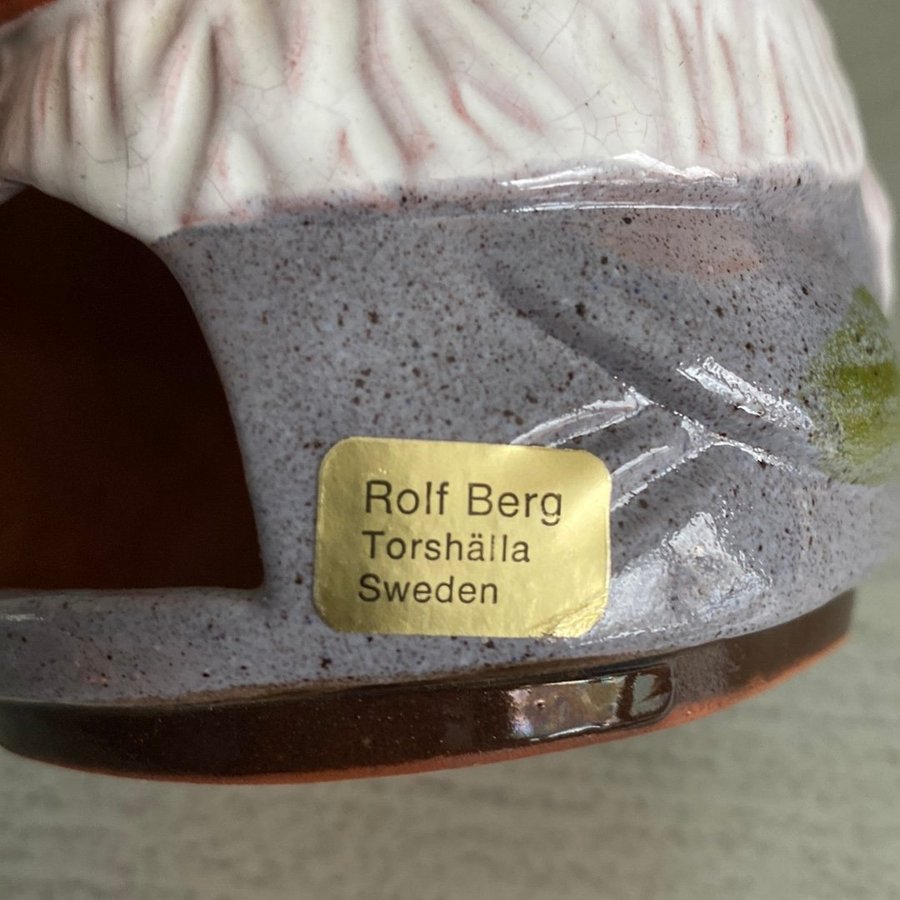 Rolf Berg
Torshälla
Sweden